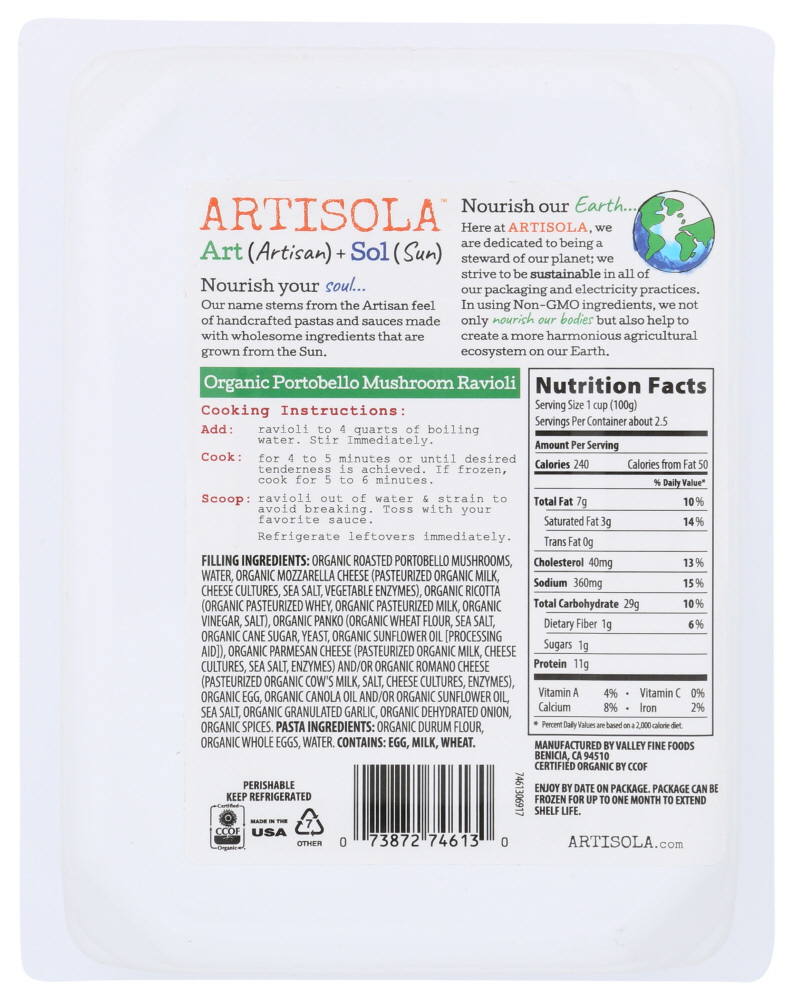 ARTISOLA™
Art (Artisan) + Sol (Sun)
Nourish your soul...
Our name stems from the Artisan feel
of handcrafted pastas and sauces made
with wholesome ingredients that are
grown from the Sun.
Nourish our Earth...
Here at ARTISOLA, we
are dedicated to being a
steward of our planet; we
strive to be sustainable in all of
our packaging and electricity practices.
In using Non-GMO ingredients, we not
only nourish our bodies but also help to
create a more harmonious agricultural
ecosystem on our Earth.
Organic Portobello Mushroom Ravioli
Cooking Instructions:
Add: ravioli to 4 quarts of boiling
water. Stir Immediately.
Cook: for 4 to 5 minutes or until desired
tenderness is achieved. If frozen,
cook for 5 to 6 minutes.
Scoop: ravioli out of water & strain to
avoid breaking. Toss with your
favorite sauce.
Refrigerate leftovers immediately.
FILLING INGREDIENTS: ORGANIC ROASTED PORTOBELLO MUSHROOMS,
WATER, ORGANIC MOZZARELLA CHEESE (PASTEURIZED ORGANIC MILK,
CHEESE CULTURES, SEA SALT, VEGETABLE ENZYMES), ORGANIC RICOTTA
(ORGANIC PASTEURIZED WHEY, ORGANIC PASTEURIZED MILK, ORGANIC
VINEGAR, SALT), ORGANIC PANKO (ORGANIC WHEAT FLOUR, SEA SALT,
ORGANIC CANE SUGAR, YEAST, ORGANIC SUNFLOWER OIL [PROCESSING
AID]), ORGANIC PARMESAN CHEESE (PASTEURIZED ORGANIC MILK, CHEESE
CULTURES, SEA SALT, ENZYMES) AND/OR ORGANIC ROMANO CHEESE
(PASTEURIZED ORGANIC COW'S MILK, SALT, CHEESE CULTURES, ENZYMES),
ORGANIC EGG, ORGANIC CANOLA OIL AND/OR ORGANIC SUNFLOWER OIL,
SEA SALT, ORGANIC GRANULATED GARLIC, ORGANIC DEHYDRATED ONION,
ORGANIC SPICES. PASTA INGREDIENTS: ORGANIC DURUM FLOUR,
ORGANIC WHOLE EGGS, WATER. CONTAINS: EGG, MILK, WHEAT.
Nutrition Facts
Serving Size 1 cup (100g)
Servings Per Container about 2.5
Amount Per Serving
Calories 240 Calories from Fat 50
% Daily Value*
Total Fat 7g 10%
Saturated Fat 3g 14%
Trans Fat 0g
Cholesterol 40mg 13%
Sodium 360mg 15%
Total Carbohydrate 29g 10%
Dietary Fiber 1g 6%
Sugars 1g
Protein 11g
Vitamin A 4% • Vitamin C 0%
Calcium 8% • Iron 2%
* Percent Daily Values are based on a 2,000 calorie diet.
MANUFACTURED BY VALLEY FINE FOODS
BENICIA, CA 94510
CERTIFIED ORGANIC BY CCOF
ENJOY BY DATE ON PACKAGE. PACKAGE CAN BE
FROZEN FOR UP TO ONE MONTH TO EXTEND
SHELF LIFE.
ARTISOLA.com
PERISHABLE
KEEP REFRIGERATED
Certified
CCOF
Organic
MADE IN THE
USA
7
OTHER
0 73872 74613 0
7461306917